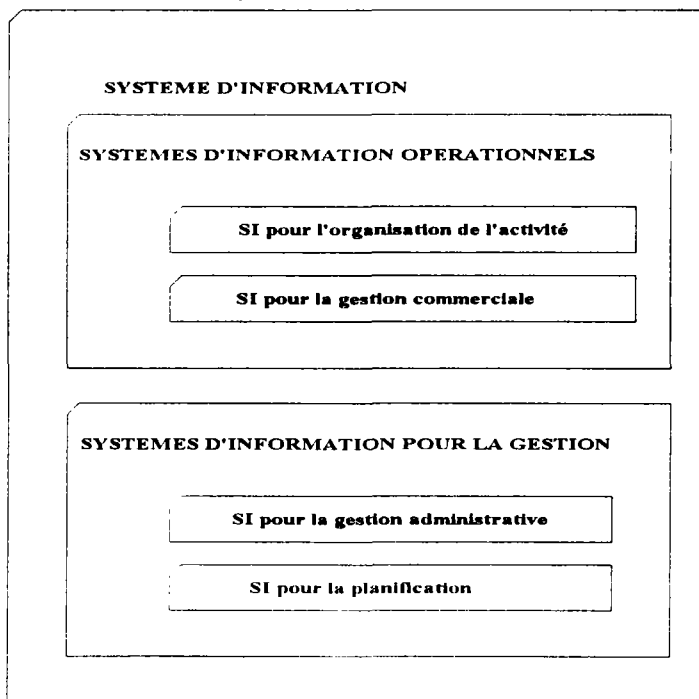 SYSTEME D'INFORMATION
SYSTEMES D'INFORMATION OPERATIONNELS
SI pour l'organisation de l'activité
SI pour la gestion commerciale
SYSTEMES D'INFORMATION POUR LA GESTION
SI pour la gestion administrative
SI pour la planification